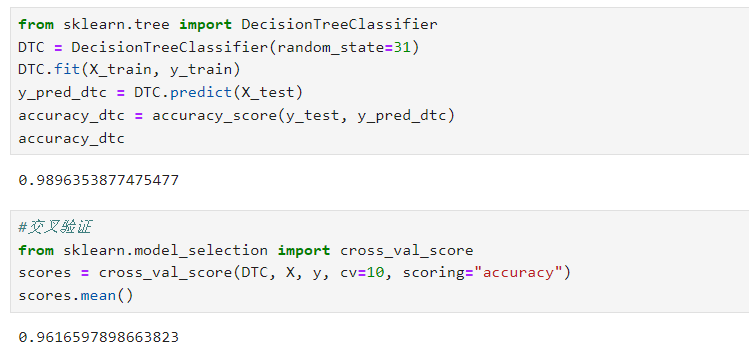 from sklearn.tree import DecisionTreeClassifier
DTC = DecisionTreeClassifier(random_state=31)
DTC.fit(X_train, y_train)
y_pred_dtc = DTC.predict(X_test)
accuracy_dtc = accuracy_score(y_test, y_pred_dtc)
accuracy_dtc
0.9896353877475477
#交叉验证
from sklearn.model_selection import cross_val_score
scores = cross_val_score(DTC, X, y, cv=10, scoring="accuracy")
scores.mean()
0.9616597898663823